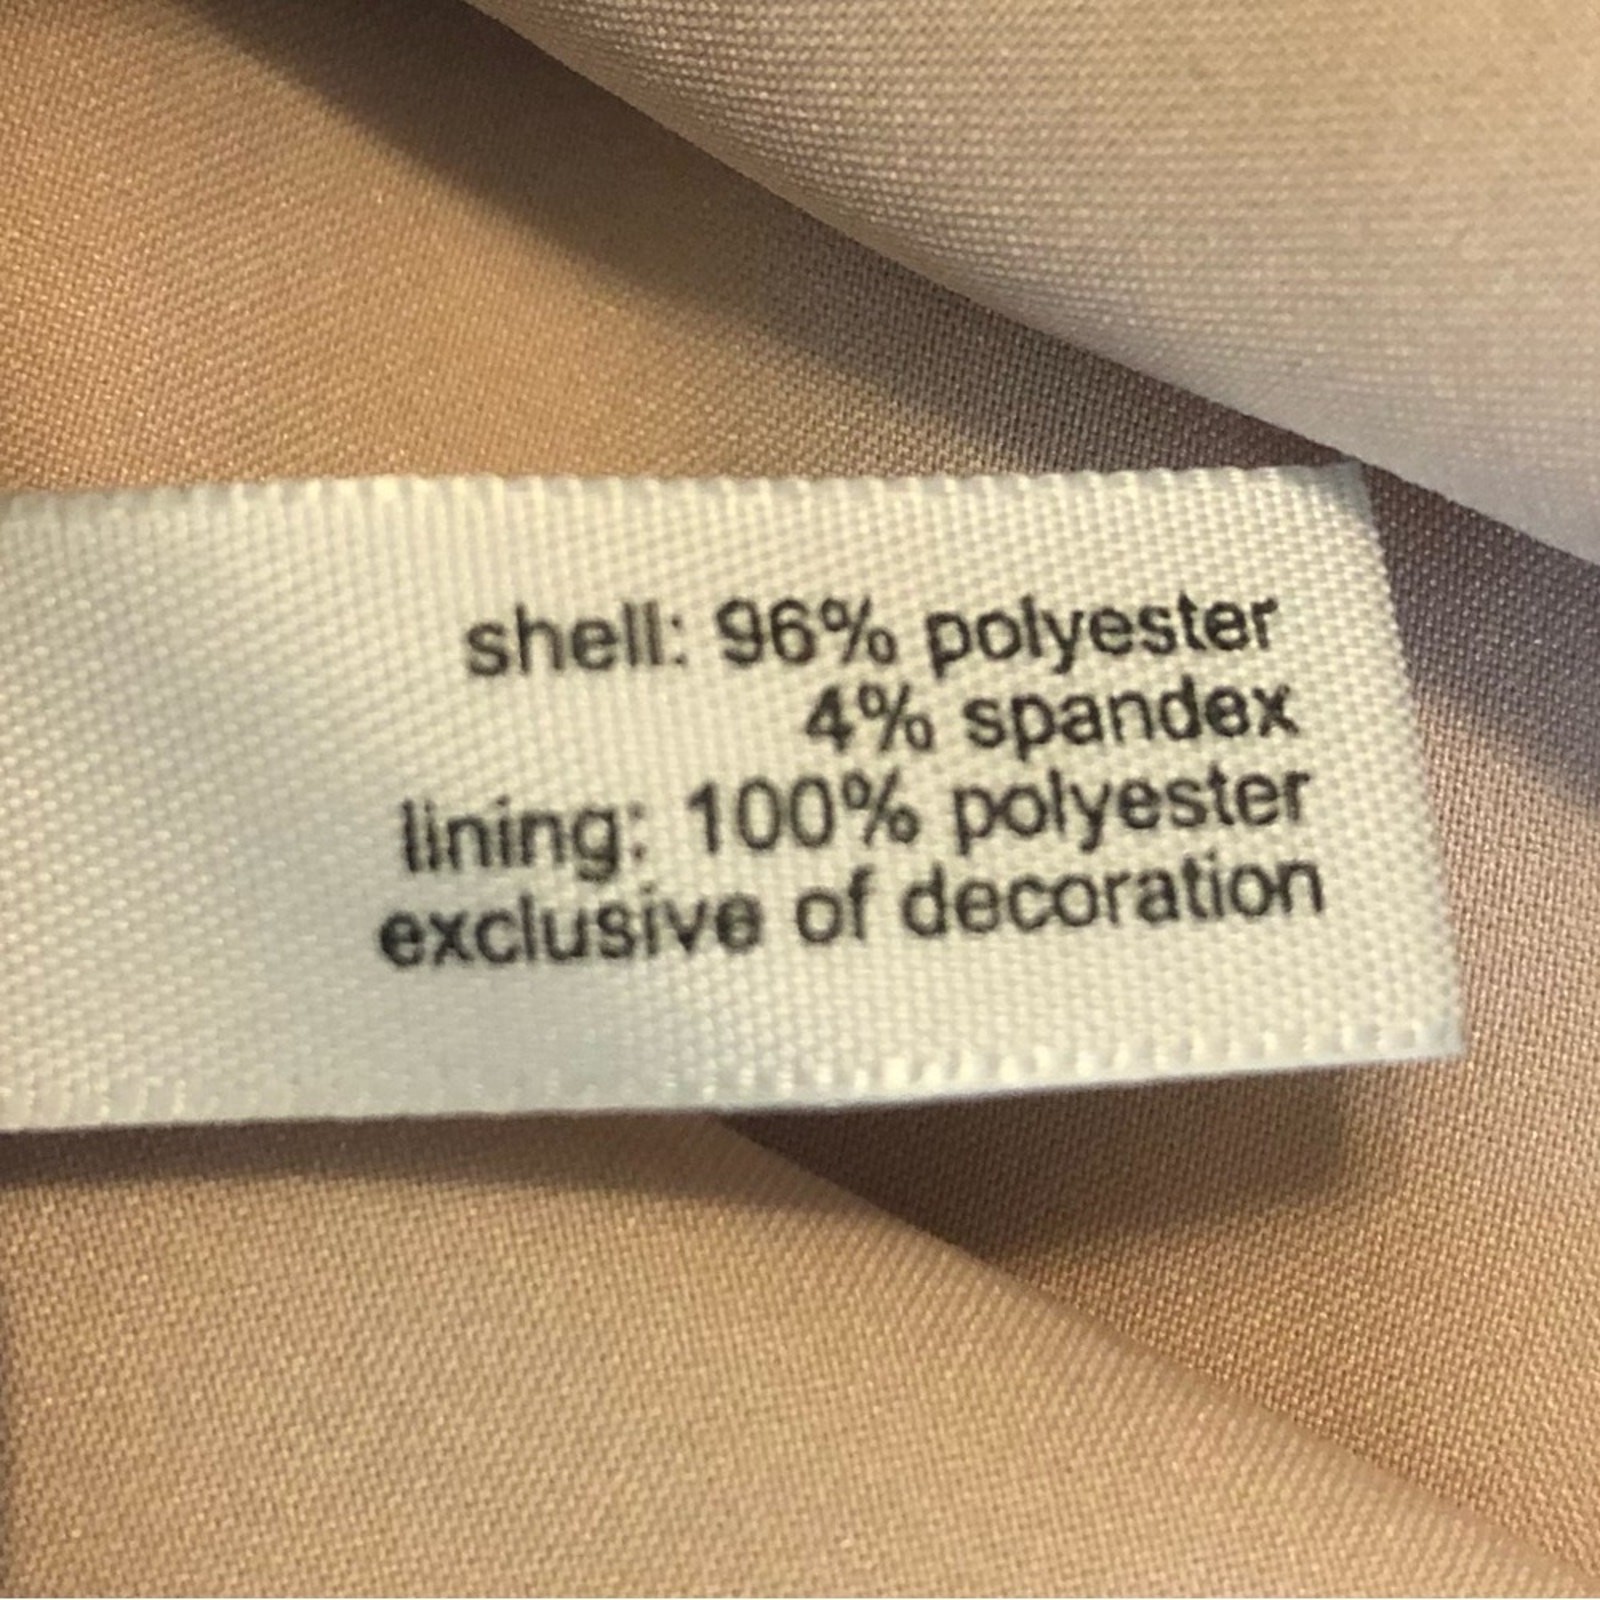 shell: 96% polyester
4% spandex
lining: 100% polyester
exclusive of decoration